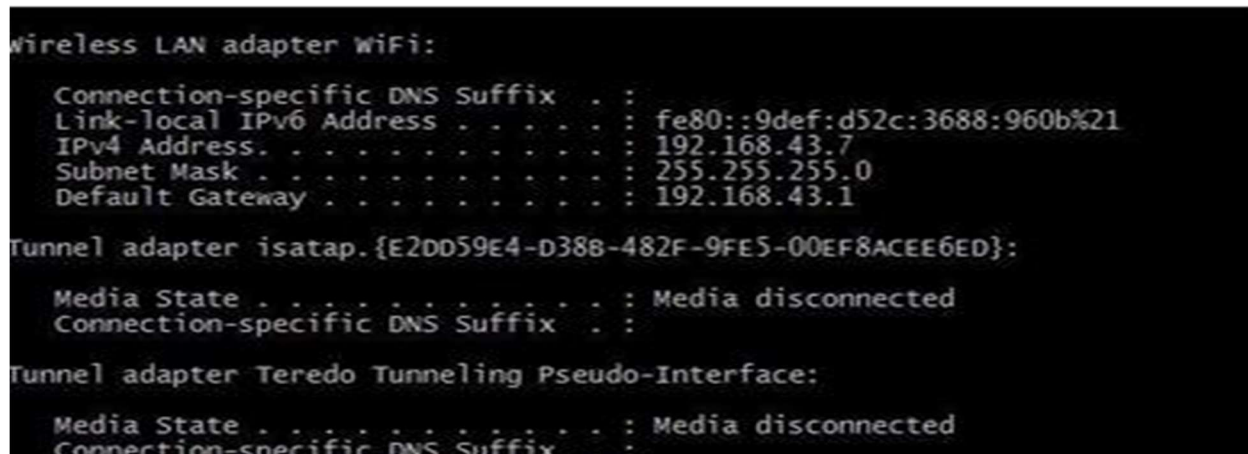 Wireless LAN adapter WiFi:
Connection-specific DNS Suffix . :
Link-local IPv6 Address . . . . . : fe80::9def:d52c:3688:960b%21
IPv4 Address. . . . . . . . . . . : 192.168.43.7
Subnet Mask . . . . . . . . . . . : 255.255.255.0
Default Gateway . . . . . . . . . : 192.168.43.1
Tunnel adapter isatap.{E2DD59E4-D38B-482F-9FE5-00EF8ACEE6ED}:
Media State . . . . . . . . . . . : Media disconnected
Connection-specific DNS Suffix . :
Tunnel adapter Teredo Tunneling Pseudo-Interface:
Media State . . . . . . . . . . . : Media disconnected
Connection-specific DNS Suffix . :